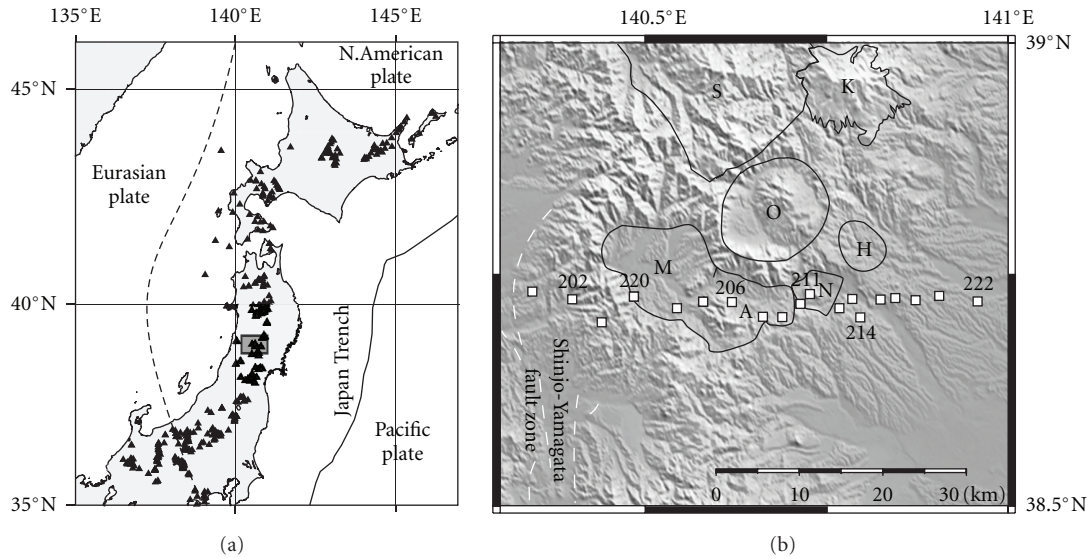 135°E
140°E
145°E
45°N
40°N
35°N
N.American
plate
Eurasian
plate
Japan Trench
Pacific
plate
(a)
140.5°E
141°E
39°N
38.5°N
S
K
O
H
M
A
N
202
220
206
211
214
222
Shinjo-Yamagata
fault zone
0
10
20
30 (km)
(b)